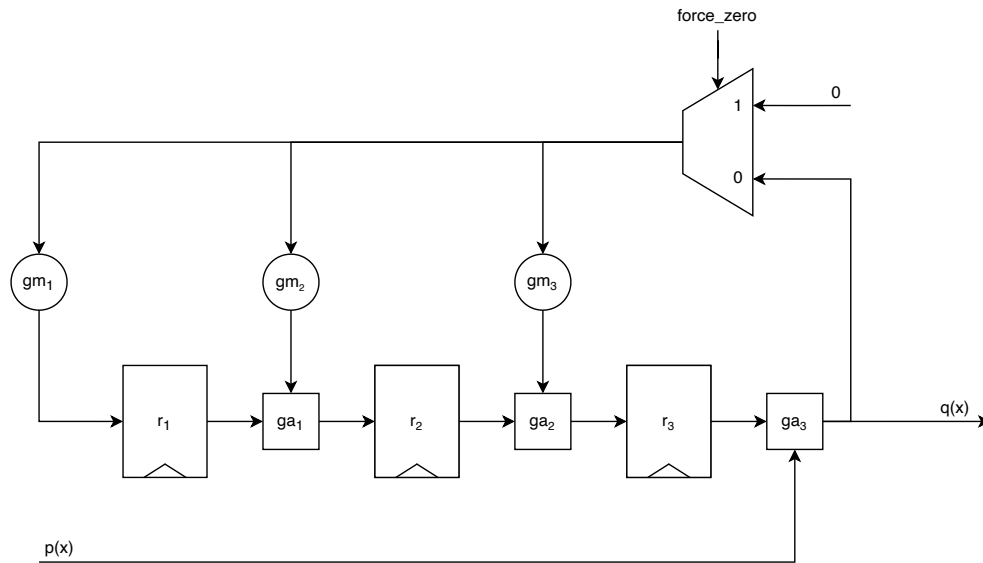 force_zero
1
0
0
gm₁
gm₂
gm₃
r₁
ga₁
r₂
ga₂
r₃
ga₃
q(x)
p(x)